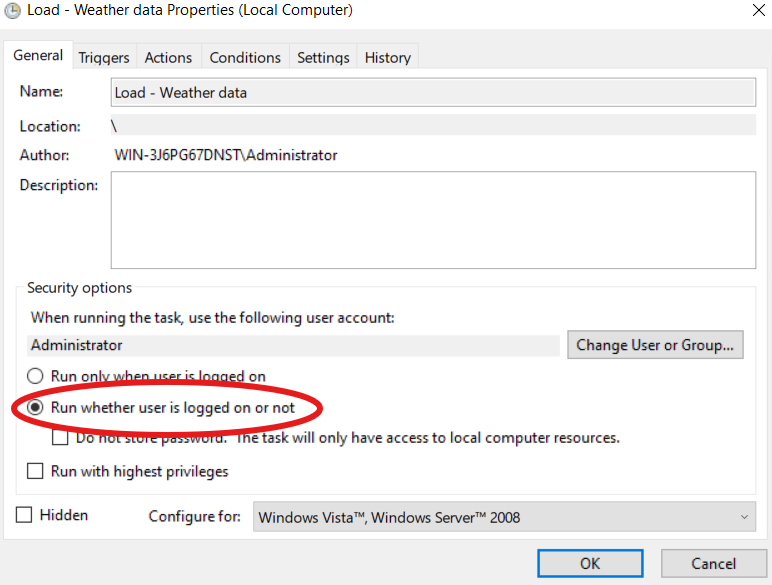 Load - Weather data Properties (Local Computer)
General Triggers Actions Conditions Settings History
Name: Load - Weather data
Location: \
Author: WIN-3J6PG67DNST\Administrator
Description:
Security options
When running the task, use the following user account:
Administrator Change User or Group...
Run only when user is logged on
Run whether user is logged on or not
Do not store password. The task will only have access to local computer resources.
Run with highest privileges
Hidden Configure for: Windows Vista™, Windows Server™ 2008
OK Cancel